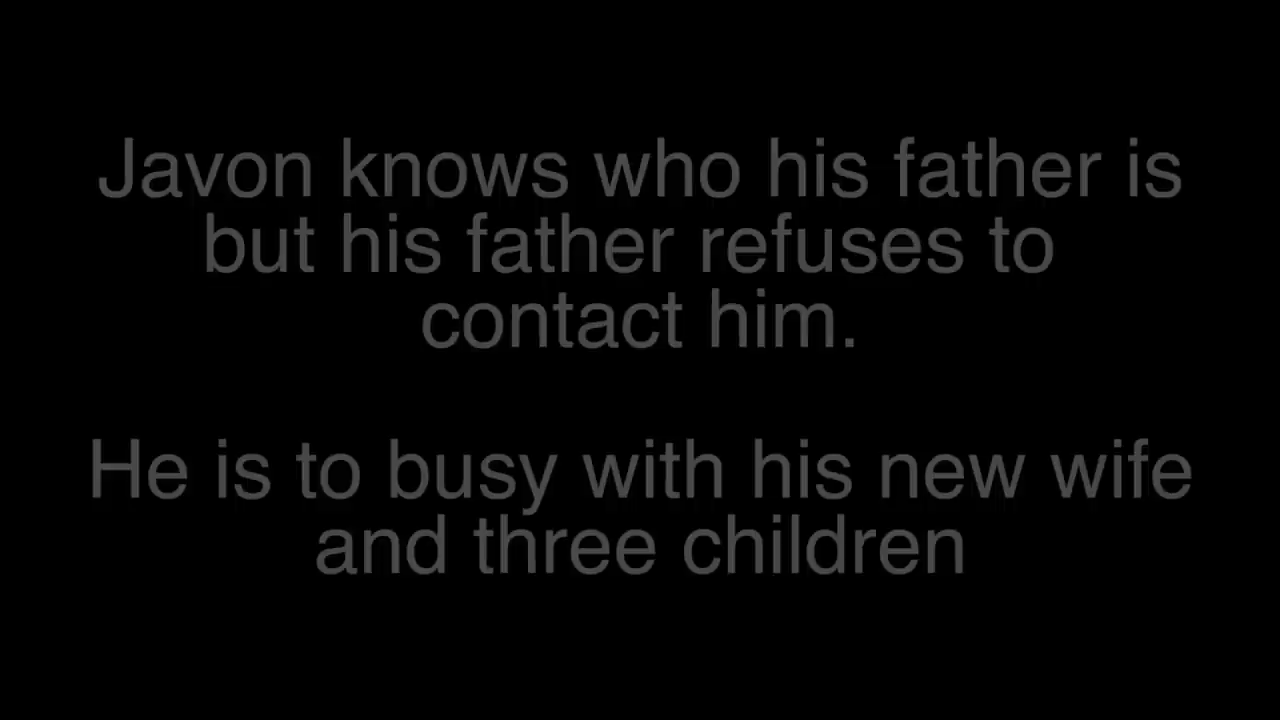 Javon knows who his father is
but his father refuses to
contact him.
He is to busy with his new wife
and three children